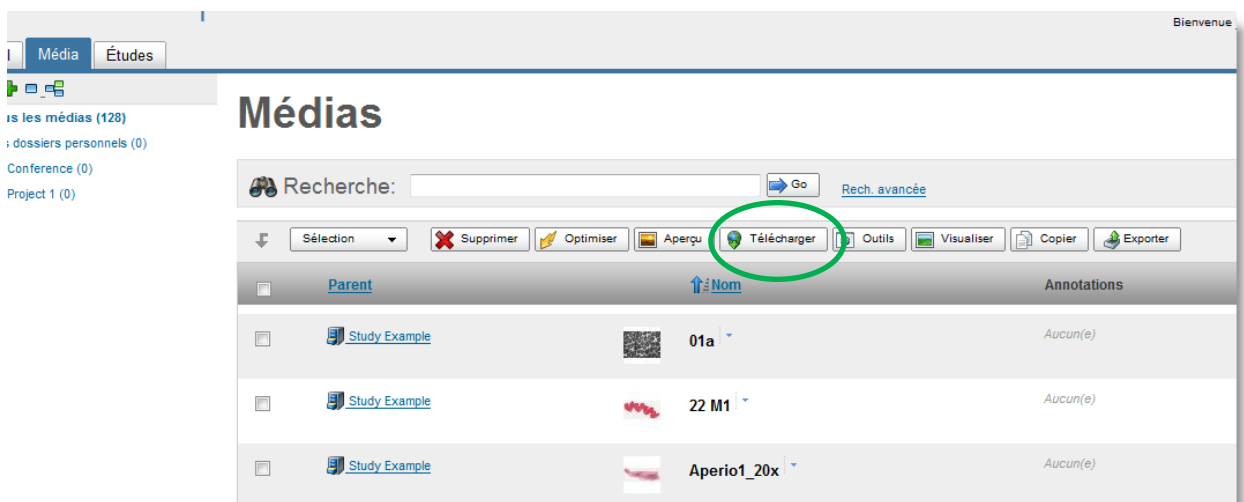 Bienvenue
Média Études
les médias (128)
dossiers personnels (0)
Conference (0)
Project 1 (0)
Médias
Recherche: Go Rech. avancée
Sélection Supprimer Optimiser Aperçu Télécharger Outils Visualiser Copier Exporter
Parent Nom Annotations
Study Example 01a Aucun(e)
Study Example 22 M1 Aucun(e)
Study Example Aperio1_20x Aucun(e)